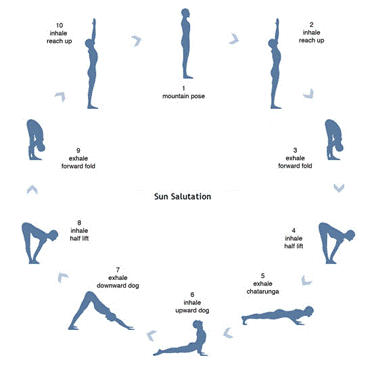 1
mountain pose
2
inhale
reach up
3
exhale
forward fold
4
inhale
half lift
5
exhale
chatarunga
6
inhale
upward dog
7
exhale
downward dog
8
inhale
half lift
9
exhale
forward fold
10
inhale
reach up
Sun Salutation